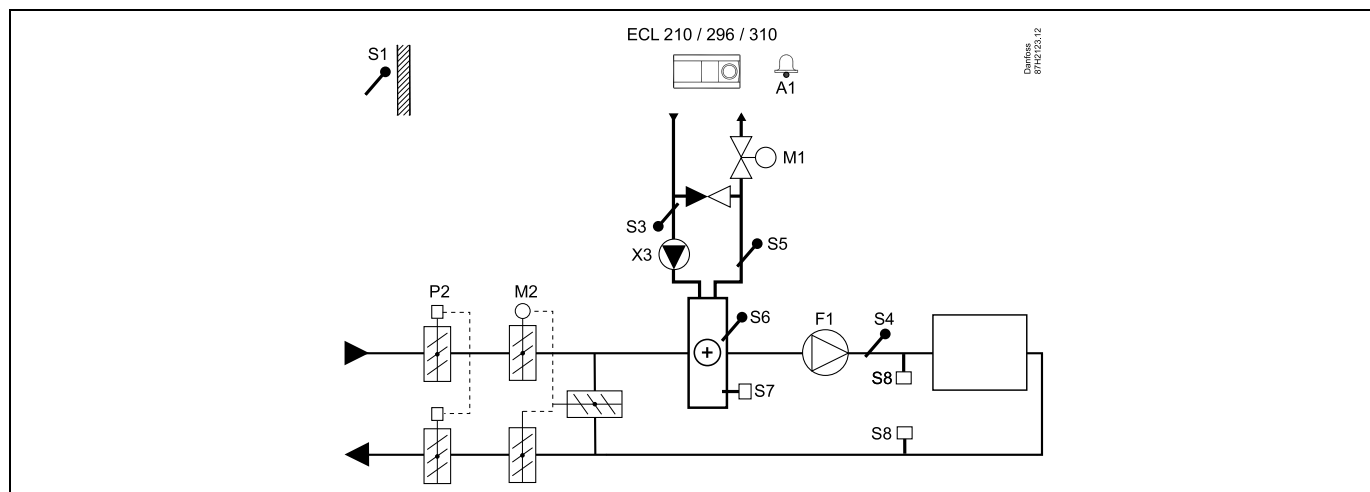 ECL 210 / 296 / 310
S1
A1
Danfoss
87H2123.12
M1
S3
S5
X3
P2
M2
S6
F1
S4
S8
S7
S8